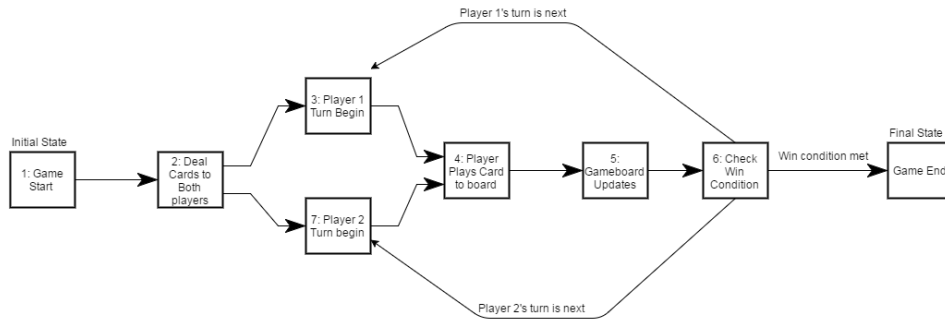 Player 1's turn is next
3: Player 1
Turn Begin
Initial State
1: Game
Start
2: Deal
Cards to
Both
players
4: Player
Plays Card
to board
5:
Gameboard
Updates
6: Check
Win
Condition
Win condition met
Final State
Game End
7: Player 2
Turn begin
Player 2's turn is next